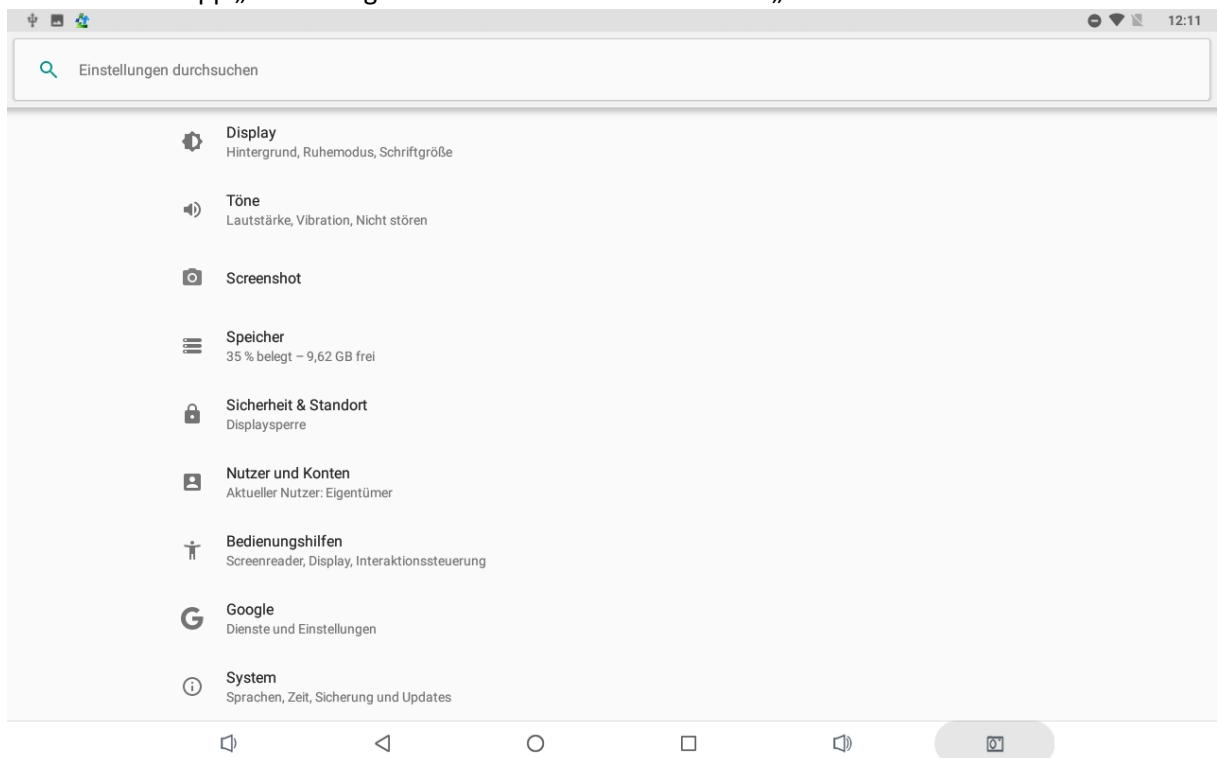 12:11
Einstellungen durchsuchen
Display
Hintergrund, Ruhemodus, Schriftgröße
Töne
Lautstärke, Vibration, Nicht stören
Screenshot
Speicher
35 % belegt – 9,62 GB frei
Sicherheit & Standort
Displaysperre
Nutzer und Konten
Aktueller Nutzer: Eigentümer
Bedienungshilfen
Screenreader, Display, Interaktionssteuerung
Google
Dienste und Einstellungen
System
Sprachen, Zeit, Sicherung und Updates